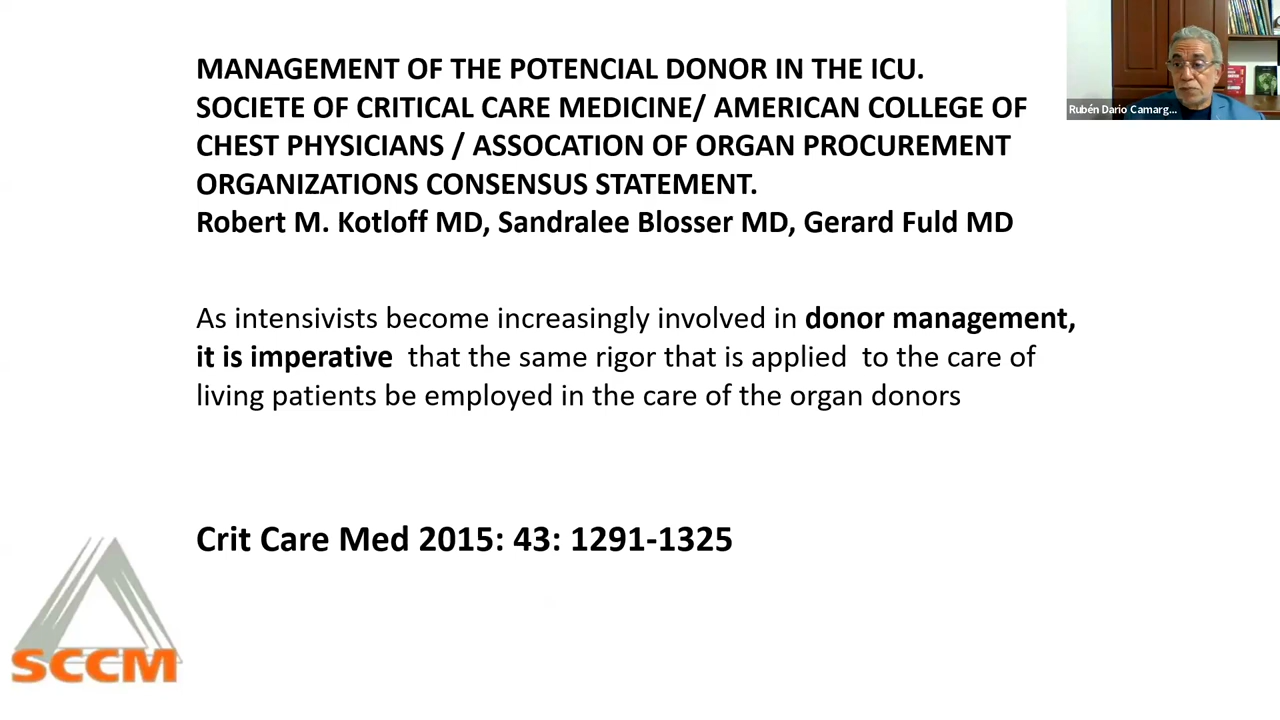 MANAGEMENT OF THE POTENCIAL DONOR IN THE ICU.
SOCIETE OF CRITICAL CARE MEDICINE/ AMERICAN COLLEGE OF
CHEST PHYSICIANS / ASSOCATION OF ORGAN PROCUREMENT
ORGANIZATIONS CONSENSUS STATEMENT.
Robert M. Kotloff MD, Sandralee Blosser MD, Gerard Fuld MD
Rubén Dario Camarg...
As intensivists become increasingly involved in donor management,
it is imperative that the same rigor that is applied to the care of
living patients be employed in the care of the organ donors
Crit Care Med 2015: 43: 1291-1325
SCCM